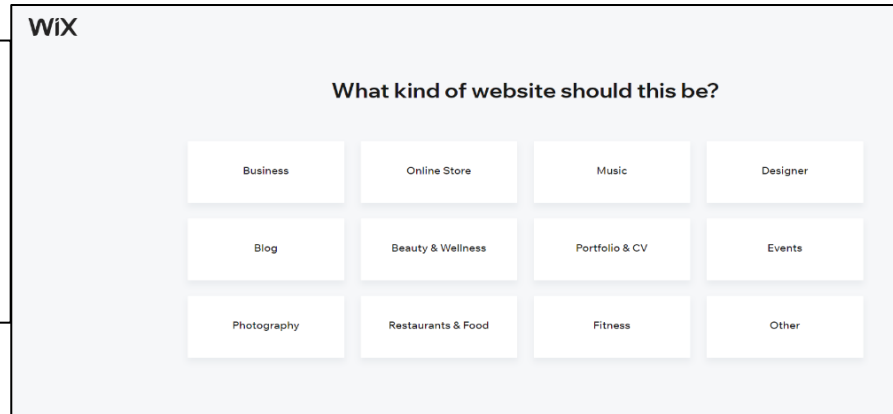 WiX
What kind of website should this be?
Business Online Store Music Designer
Blog Beauty & Wellness Portfolio & CV Events
Photography Restaurants & Food Fitness Other